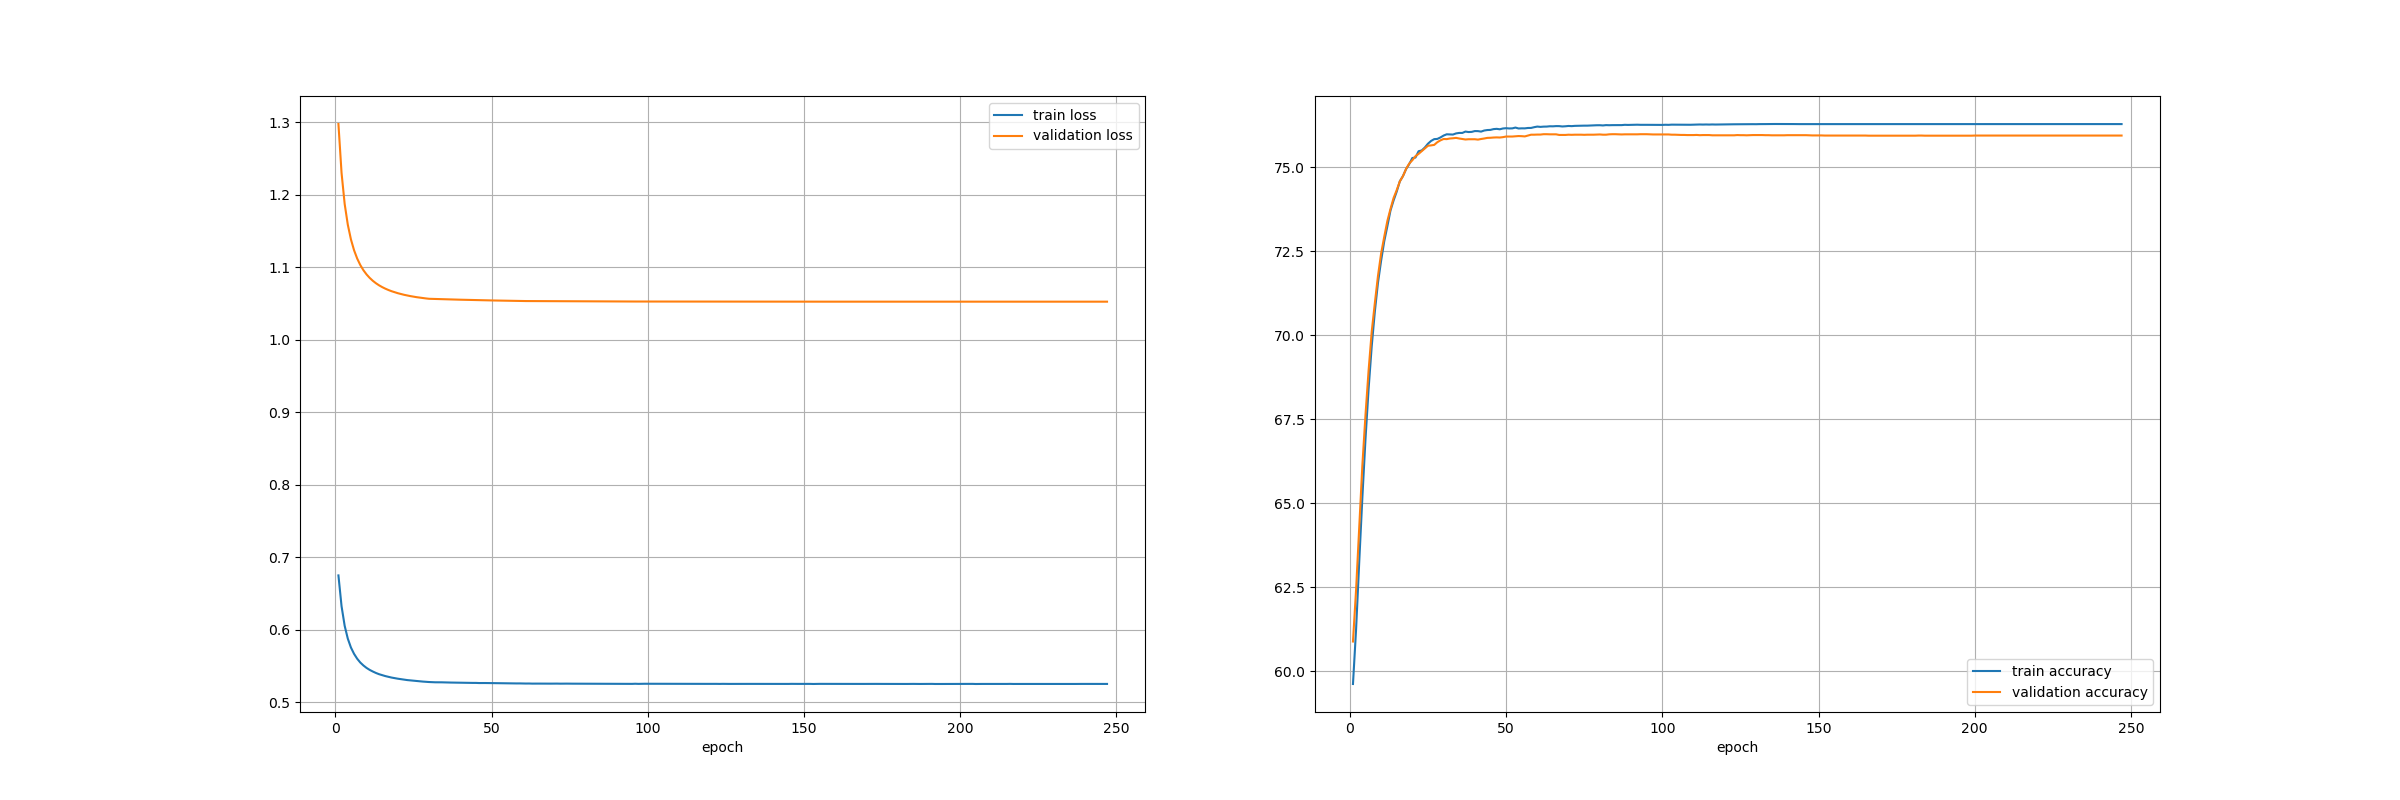 1.3
1.2
1.1
1.0
0.9
0.8
0.7
0.6
0.5
0 50 100 150 200 250
epoch
train loss
validation loss
75.0
72.5
70.0
67.5
65.0
62.5
60.0
0 50 100 150 200 250
epoch
train accuracy
validation accuracy